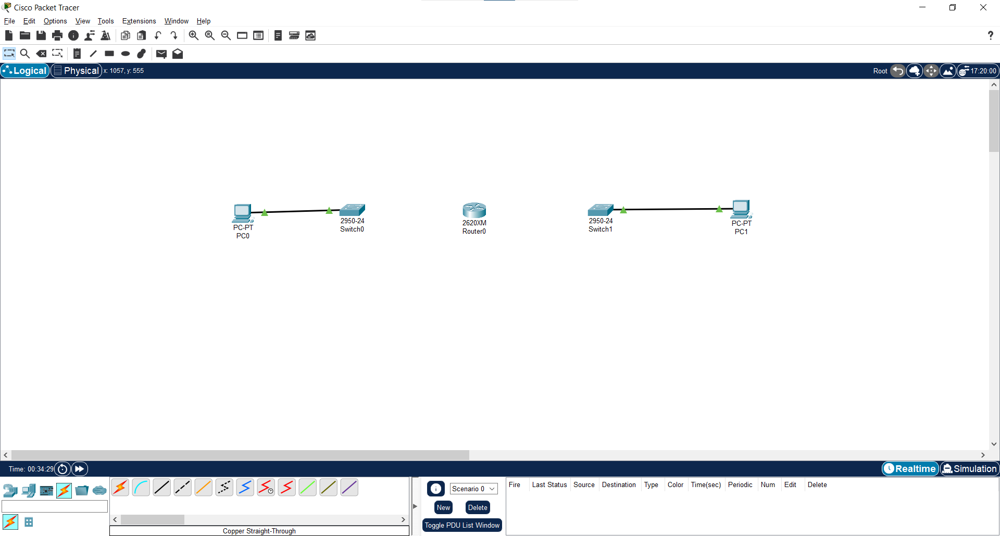 Cisco Packet Tracer
File Edit Options View Tools Extensions Window Help
Logical Physical x: 1057, y: 555 Root 17:20:00
PC-PT
PC0
2950-24
Switch0
2620XM
Router0
2950-24
Switch1
PC-PT
PC1
Time: 00:34:29 Realtime Simulation
Scenario 0
New Delete
Toggle PDU List Window
Fire Last Status Source Destination Type Color Time(sec) Periodic Num Edit Delete
Copper Straight-Through